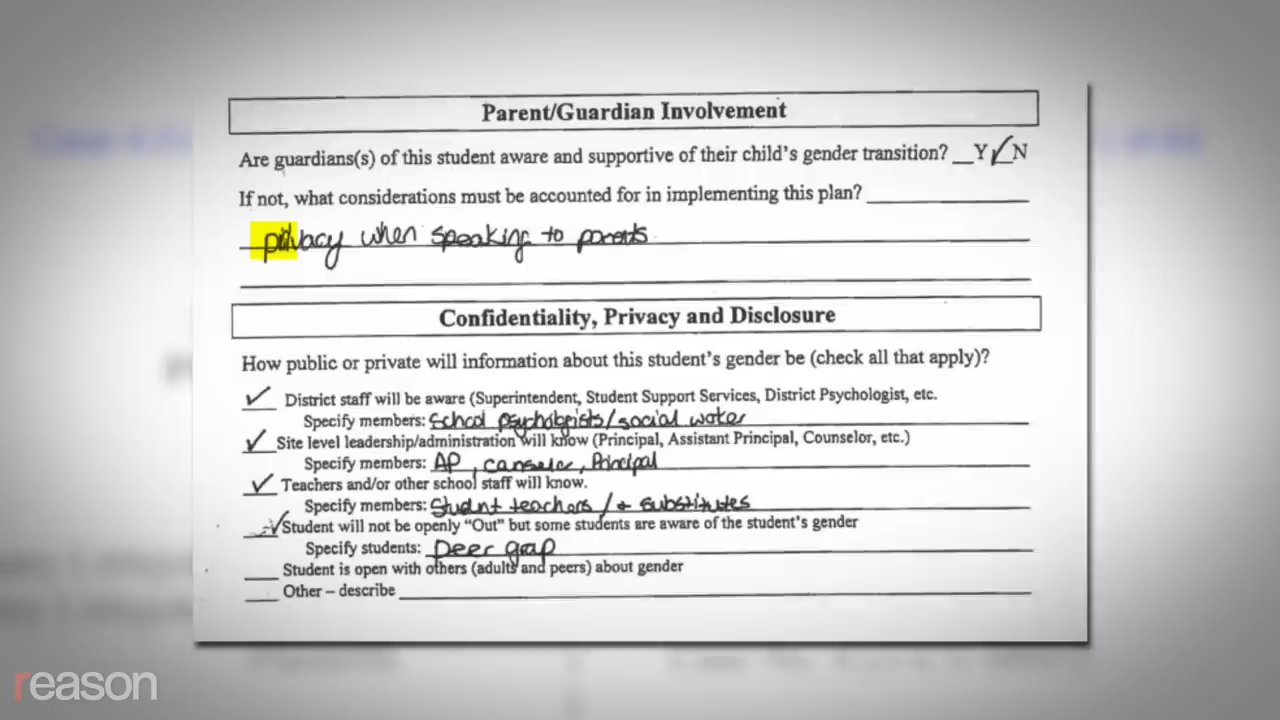 Parent/Guardian Involvement
Are guardians(s) of this student aware and supportive of their child's gender transition? __Y ✓N
If not, what considerations must be accounted for in implementing this plan?
privacy when speaking to parents
Confidentiality, Privacy and Disclosure
How public or private will information about this student's gender be (check all that apply)?
✓ District staff will be aware (Superintendent, Student Support Services, District Psychologist, etc.
Specify members: School psychologists/social woker
✓ Site level leadership/administration will know (Principal, Assistant Principal, Counselor, etc.)
Specify members: AP, canselor, Principal
✓ Teachers and/or other school staff will know.
Specify members: Student teachers / + substitutes
✓ Student will not be openly "Out" but some students are aware of the student's gender
Specify students: Peer grap
___ Student is open with others (adults and peers) about gender
___ Other – describe
reason